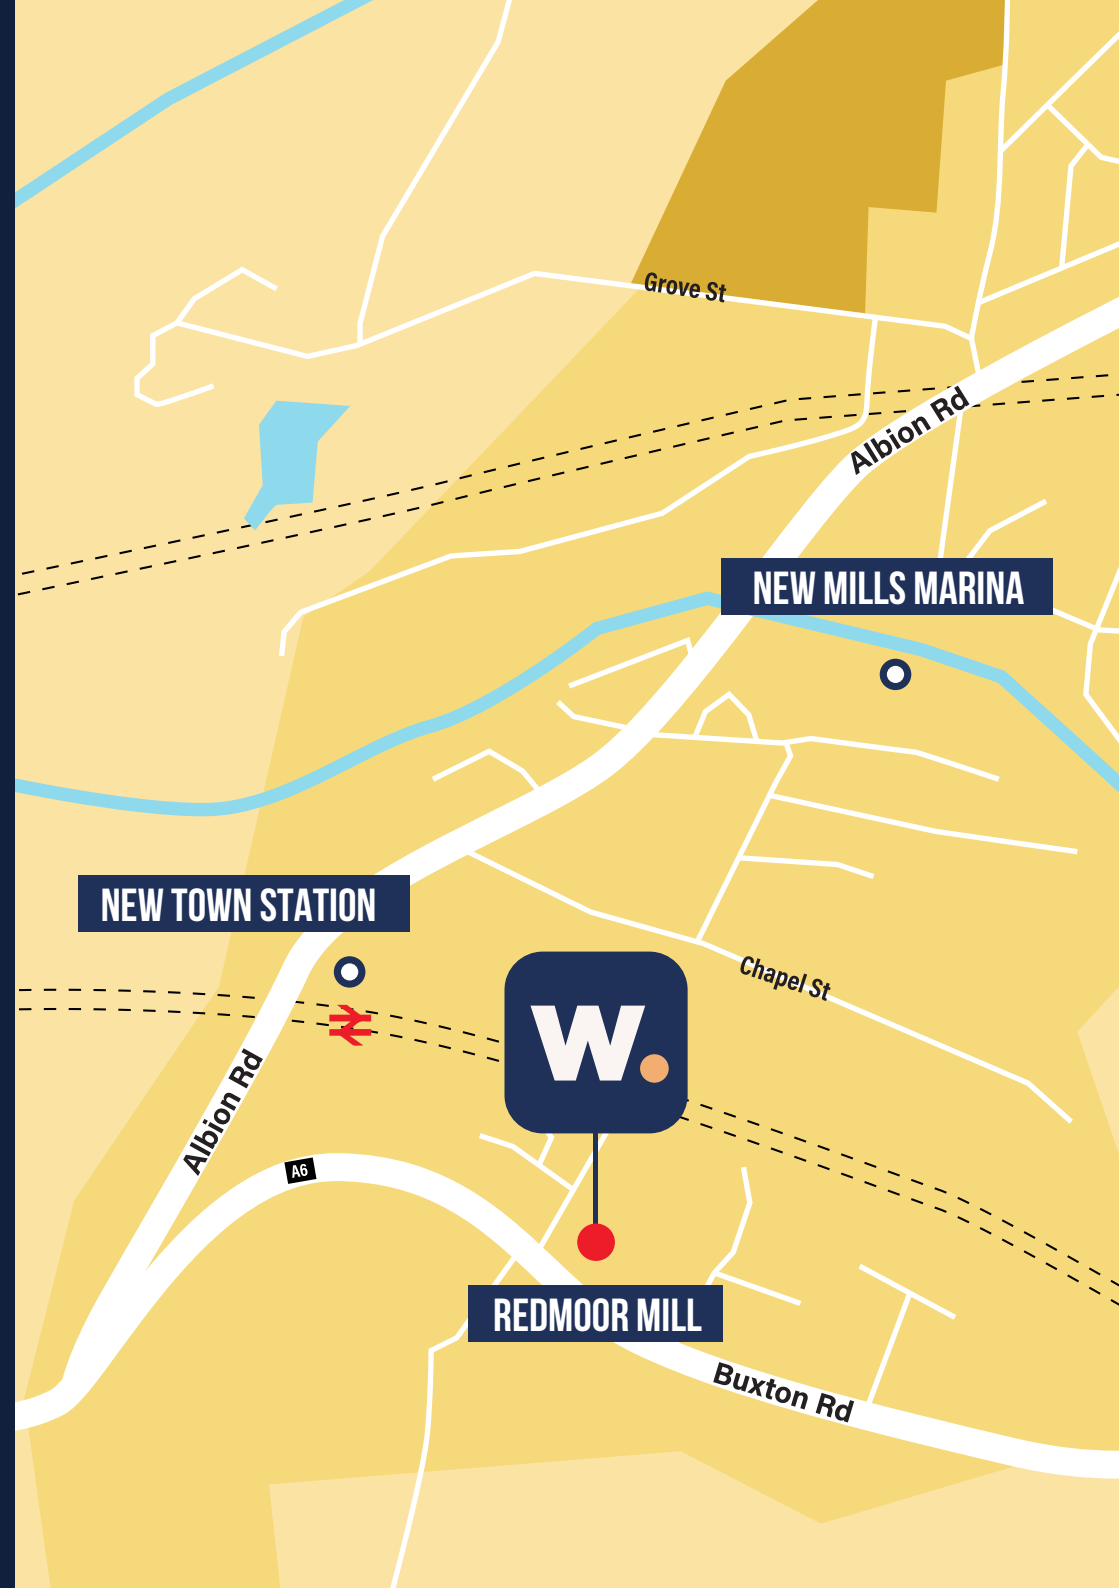 Grove St
Albion Rd
NEW MILLS MARINA
NEW TOWN STATION
Chapel St
w.
Albion Rd
A6
REDMOOR MILL
Buxton Rd